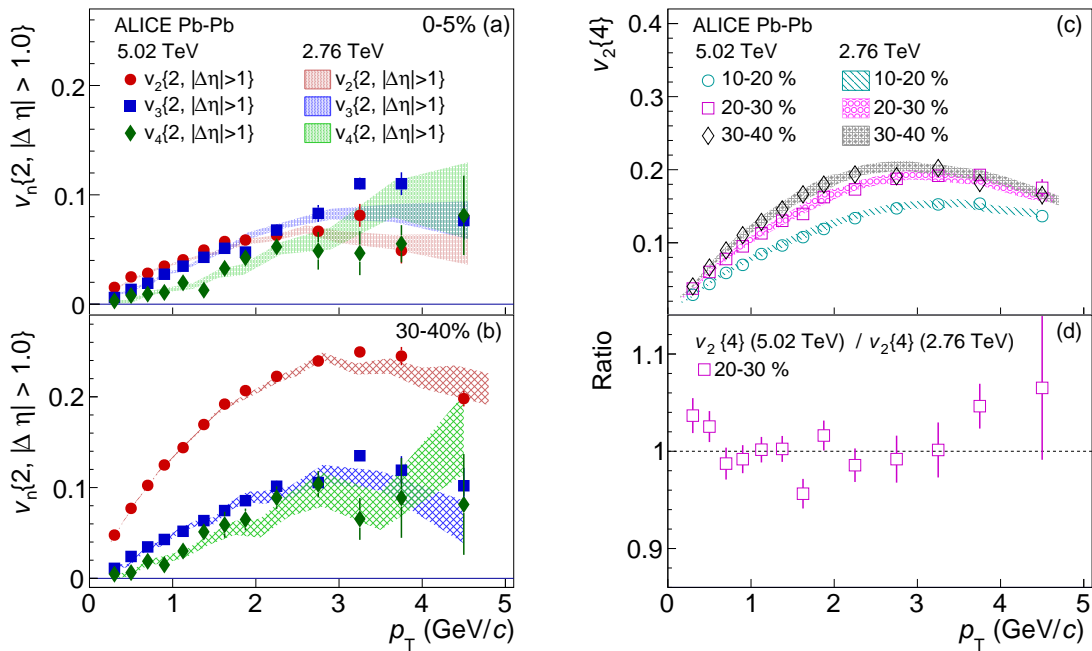 ALICE Pb-Pb 0-5% (a)
5.02 TeV 2.76 TeV
v2{2, |Δη|>1} v2{2, |Δη|>1}
v3{2, |Δη|>1} v3{2, |Δη|>1}
v4{2, |Δη|>1} v4{2, |Δη|>1}
vn{2, |Δ η| > 1.0}
0.2
0.1
0
30-40% (b)
vn{2, |Δ η| > 1.0}
0.2
0.1
0
0 1 2 3 4 5
pT (GeV/c)
ALICE Pb-Pb (c)
5.02 TeV 2.76 TeV
10-20 % 10-20 %
20-30 % 20-30 %
30-40 % 30-40 %
v2{4}
0.4
0.3
0.2
0.1
v2 {4} (5.02 TeV) / v2{4} (2.76 TeV) (d)
20-30 %
Ratio
1.1
1
0.9
0 1 2 3 4 5
pT (GeV/c)